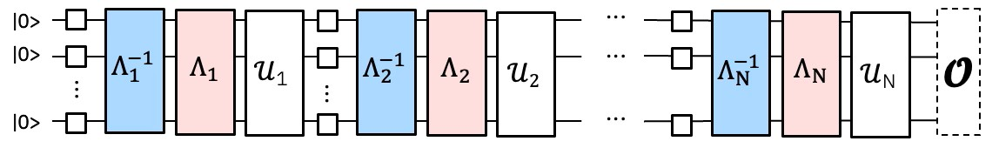 |0>
|0>
⋮
|0>
Λ₁⁻¹ Λ₁ 𝒰₁
⋮
Λ₂⁻¹ Λ₂ 𝒰₂
...
...
...
Λ_N⁻¹ Λ_N 𝒰_N
𝒪